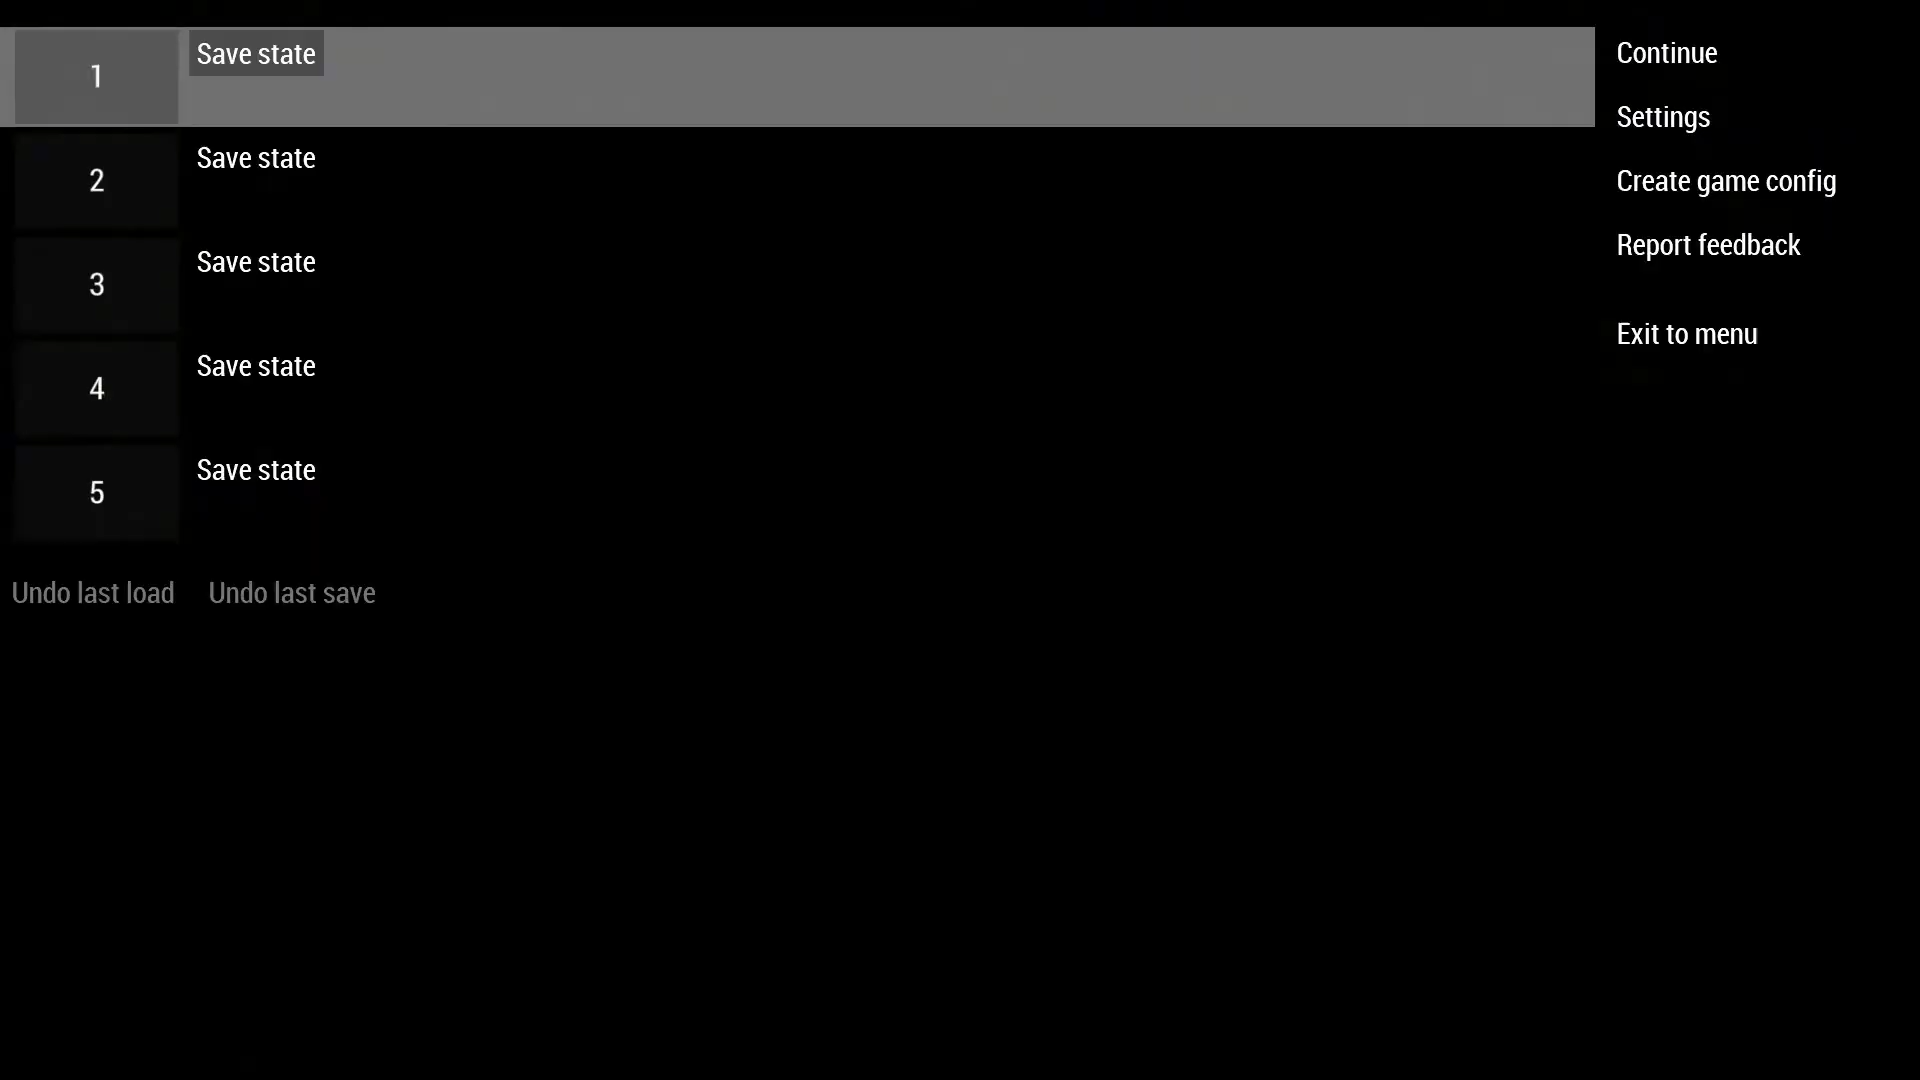 1
Save state
2
Save state
3
Save state
4
Save state
5
Save state
Undo last load
Undo last save
Continue
Settings
Create game config
Report feedback
Exit to menu